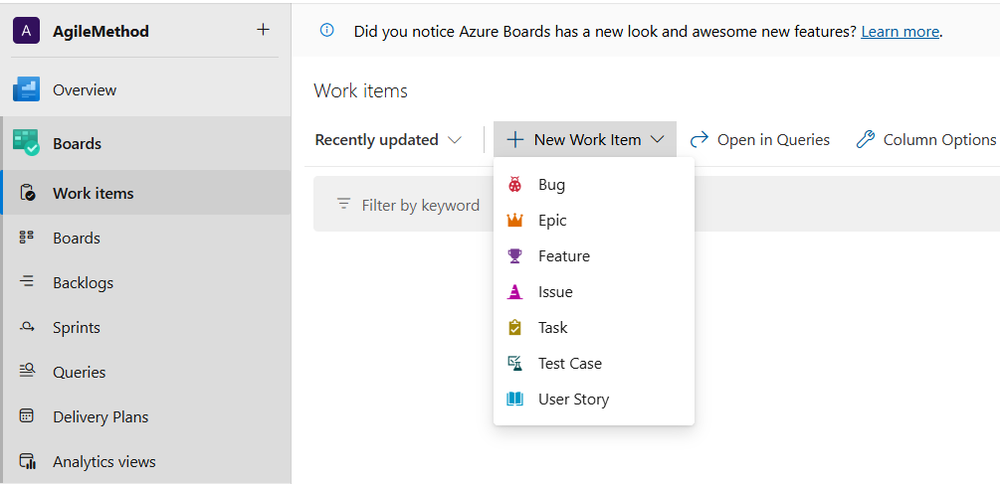 A AgileMethod +
Did you notice Azure Boards has a new look and awesome new features? Learn more.
Overview
Boards
Work items
Boards
Backlogs
Sprints
Queries
Delivery Plans
Analytics views
Work items
Recently updated
New Work Item
Open in Queries
Column Options
Filter by keyword
Bug
Epic
Feature
Issue
Task
Test Case
User Story